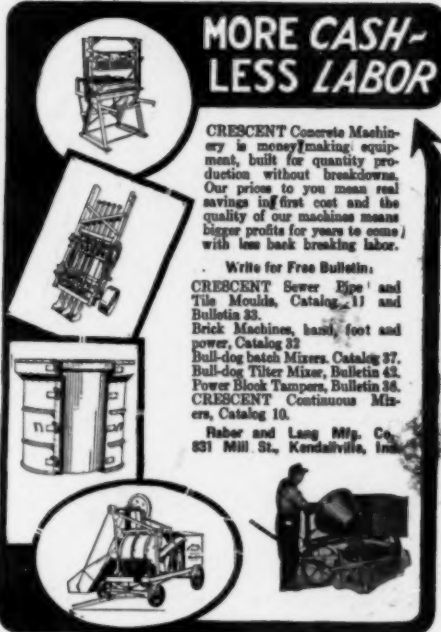 MORE CASH-
LESS LABOR
CRESCENT Concrete Machin-
ery is money making equip-
ment, built for quantity pro-
duction without breakdowns.
Our prices to you mean real
savings in first cost and the
quality of our machines means
bigger profits for years to come,
with less back breaking labor.
Write for Free Bulletin:
CRESCENT Sewer Pipe and
Tile Moulds, Catalog 11 and
Bulletin 33.
Brick Machines, hand, foot and
power, Catalog 32
Bull-dog batch Mixers, Catalog 37.
Bull-dog Tilter Mixer, Bulletin 42.
Power Block Tampers, Bulletin 36.
CRESCENT Continuous Mix-
ers, Catalog 10.
Raber and Lang Mfg. Co.
831 Mill St., Kendallville, Ind.